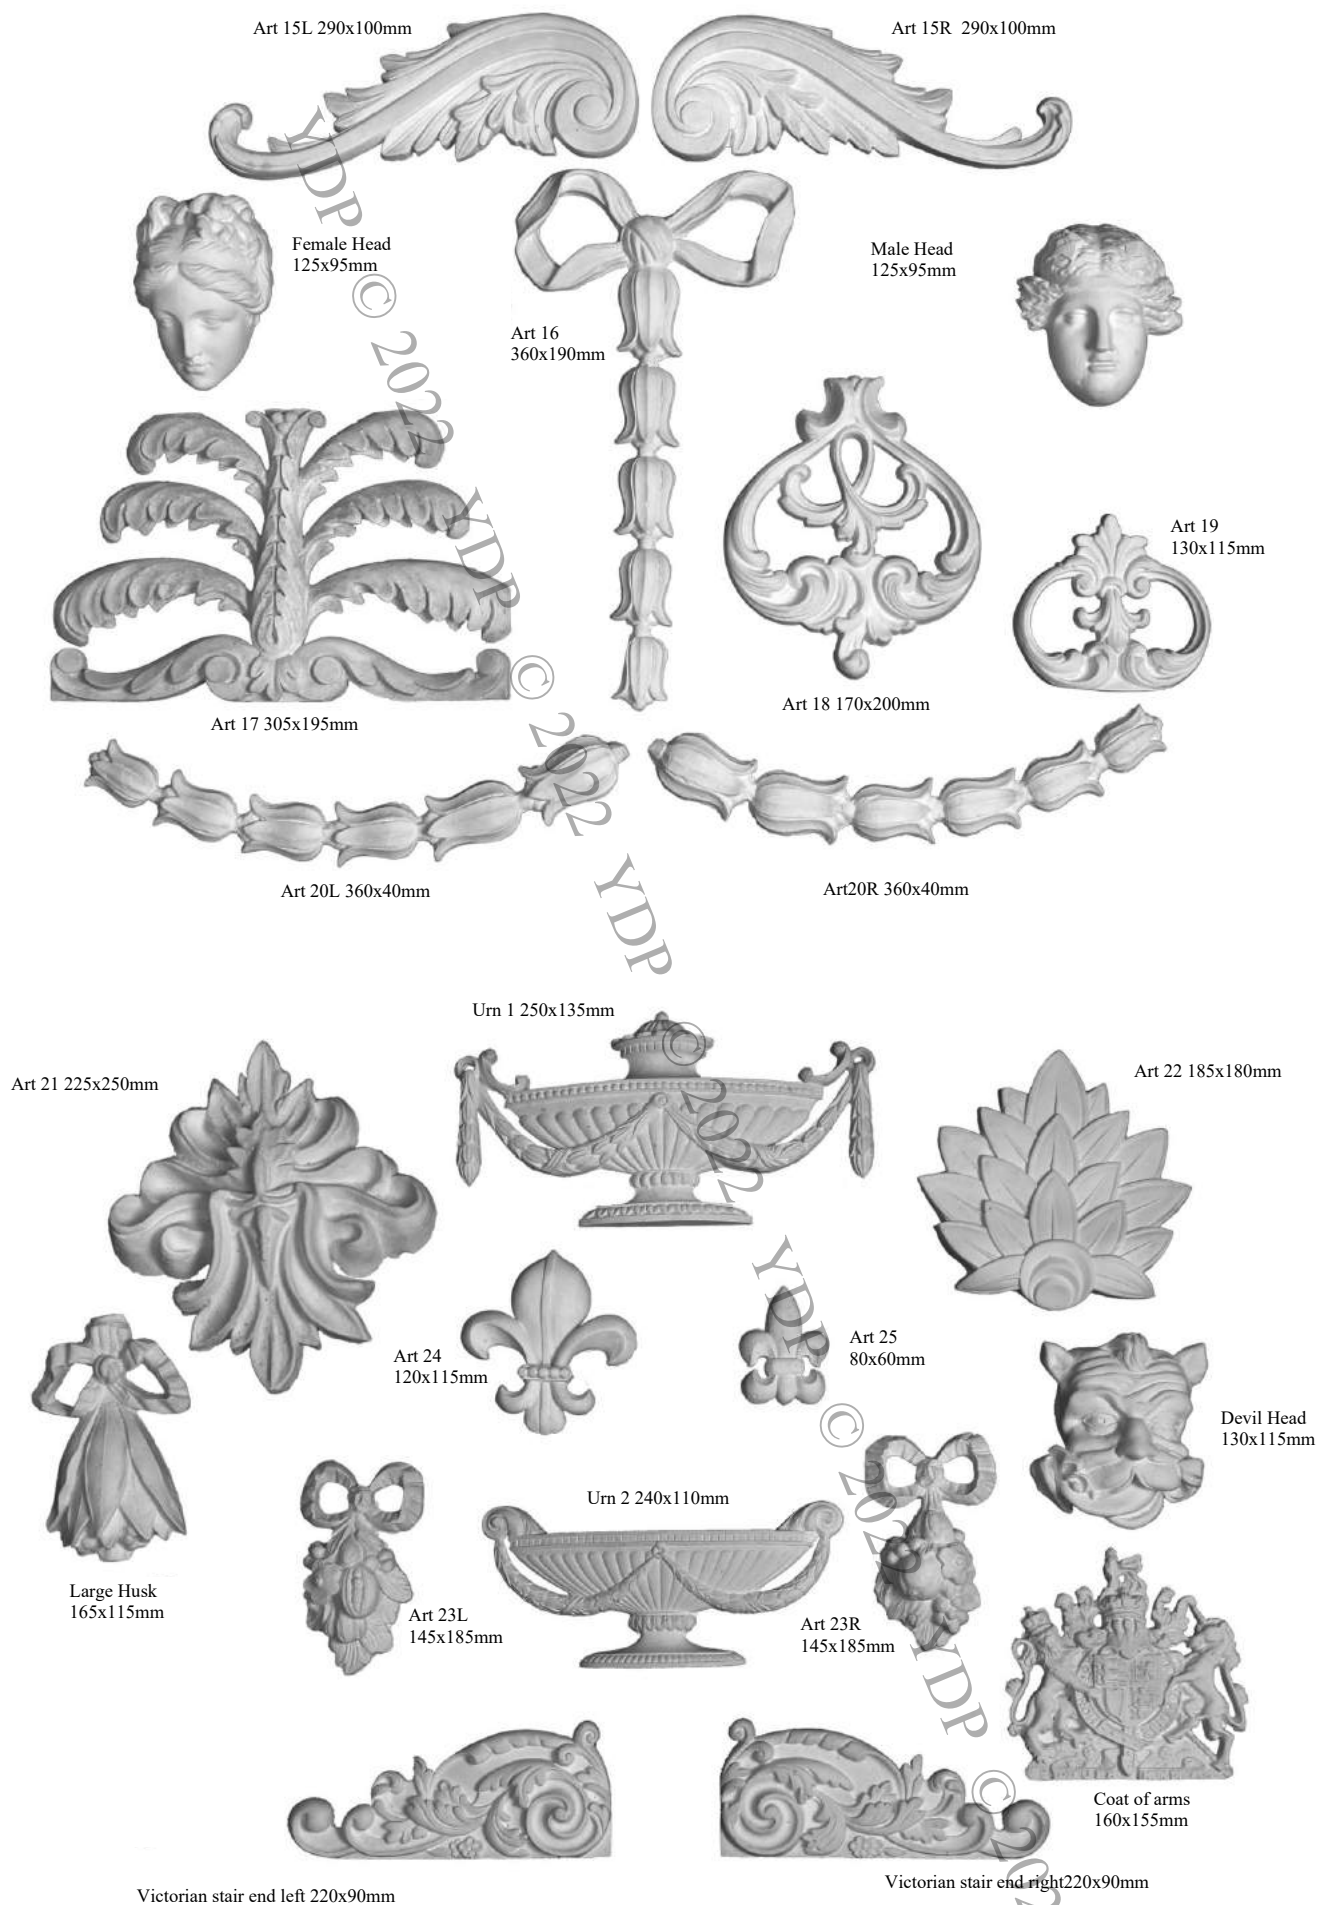 Art 15L 290x100mm
Art 15R  290x100mm
Female Head
125x95mm
Male Head
125x95mm
Art 16
360x190mm
Art 19
130x115mm
Art 18 170x200mm
Art 17 305x195mm
Art 20L 360x40mm
Art20R 360x40mm
Urn 1 250x135mm
Art 21 225x250mm
Art 22 185x180mm
Art 24
120x115mm
Art 25
80x60mm
Devil Head
130x115mm
Urn 2 240x110mm
Large Husk
165x115mm
Art 23L
145x185mm
Art 23R
145x185mm
Coat of arms
160x155mm
Victorian stair end left 220x90mm
Victorian stair end right220x90mm
YDP © 2022 YDP © 2022 YDP © 2022 YDP © 2022 YDP © 202